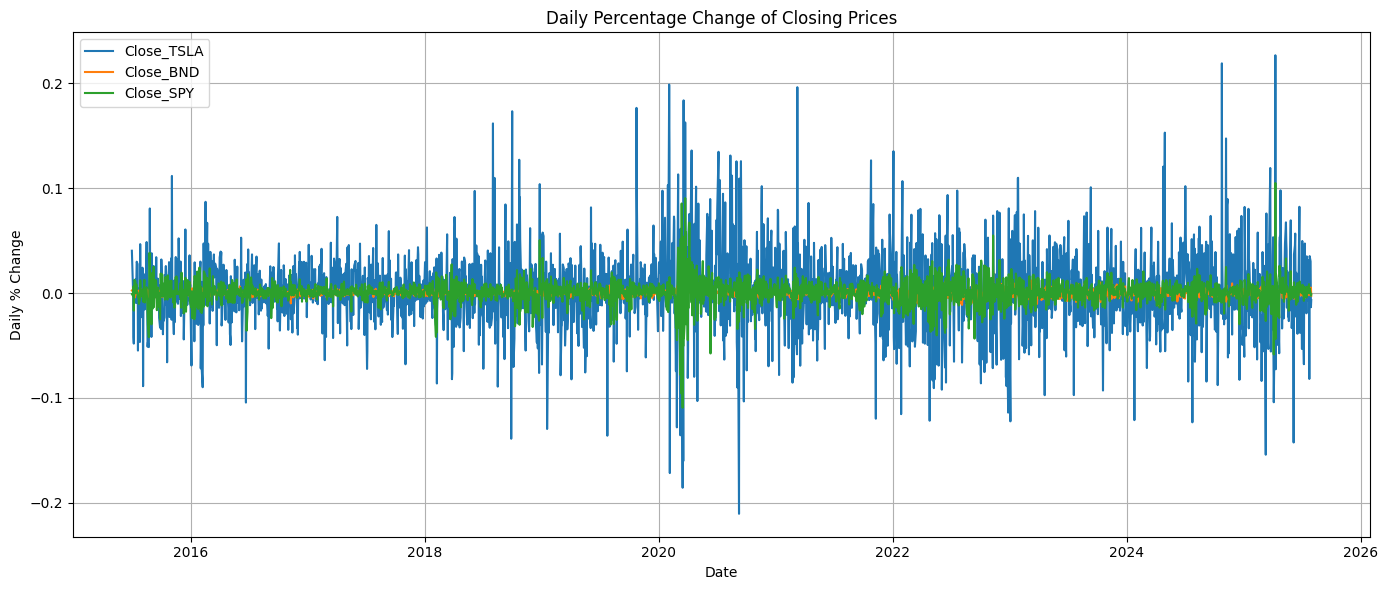 Daily Percentage Change of Closing Prices
Close_TSLA
Close_BND
Close_SPY
Daily % Change
0.2
0.1
0.0
−0.1
−0.2
2016
2018
2020
2022
2024
2026
Date